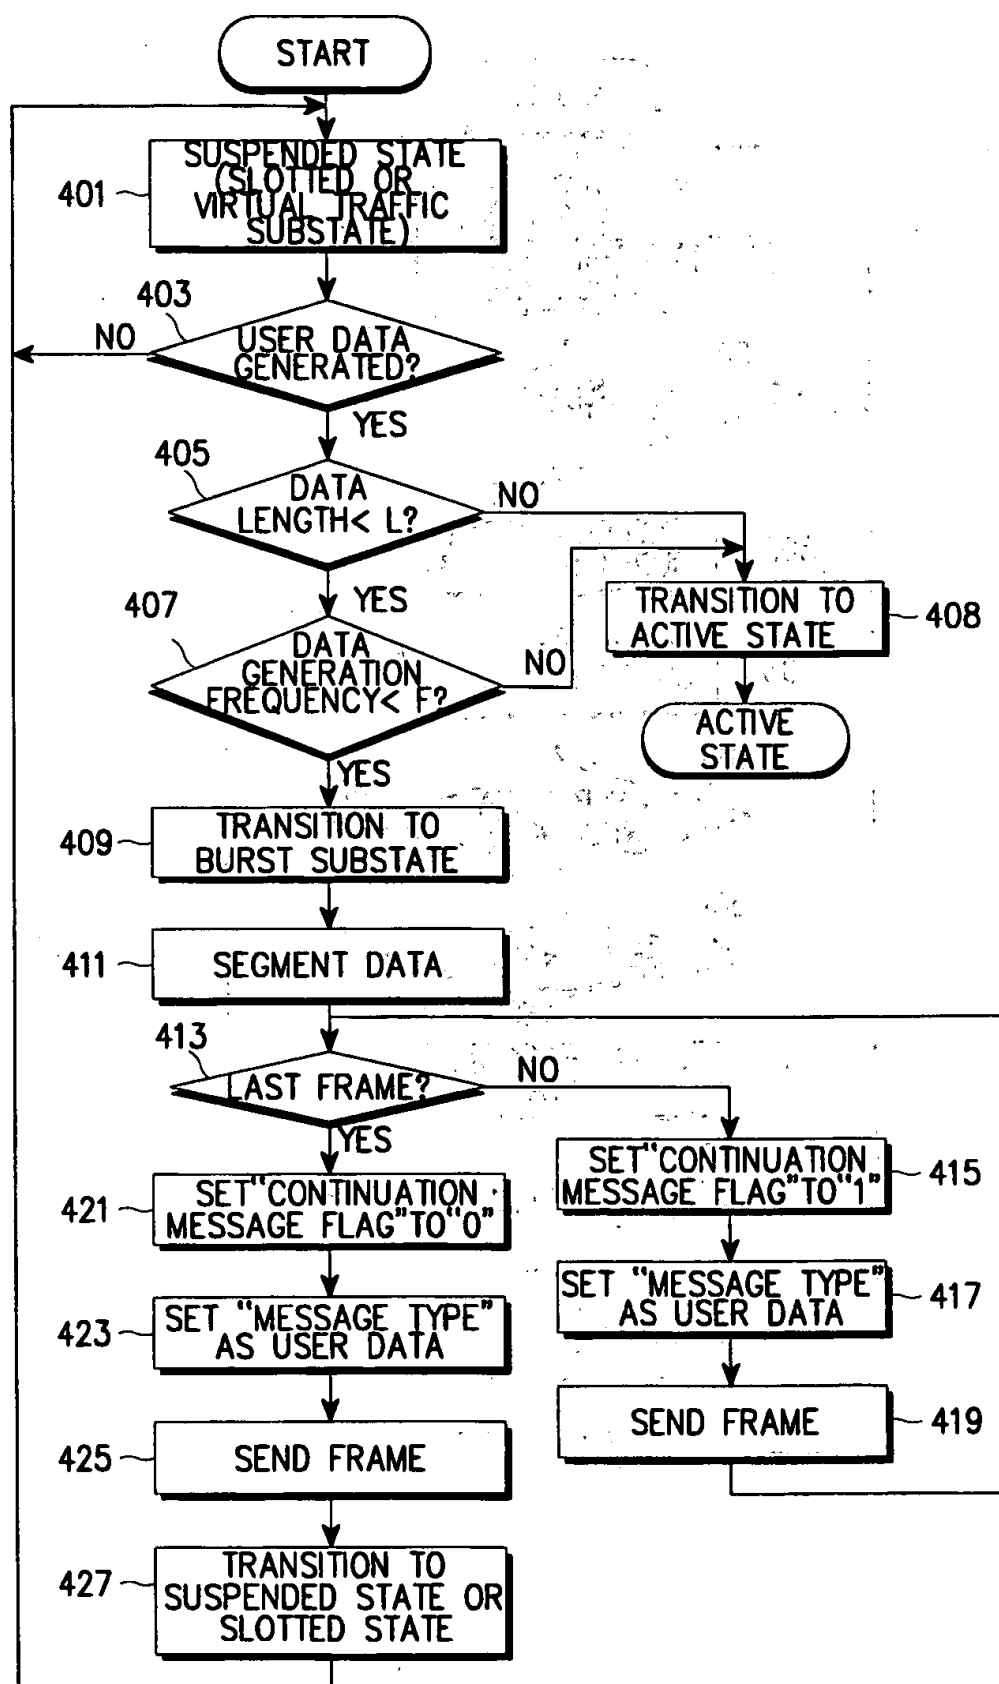 START
SUSPENDED STATE
(SLOTTED OR
VIRTUAL TRAFFIC
SUBSTATE)
401
403
NO
USER DATA
GENERATED?
YES
405
DATA
LENGTH< L?
NO
YES
407
DATA
GENERATION
FREQUENCY< F?
NO
TRANSITION TO
ACTIVE STATE
408
ACTIVE
STATE
YES
409
TRANSITION TO
BURST SUBSTATE
411
SEGMENT DATA
413
LAST FRAME?
NO
YES
SET"CONTINUATION
MESSAGE FLAG"TO"1"
415
421
SET"CONTINUATION
MESSAGE FLAG"TO"0"
SET "MESSAGE TYPE"
AS USER DATA
417
423
SET "MESSAGE TYPE"
AS USER DATA
SEND FRAME
419
425
SEND FRAME
427
TRANSITION TO
SUSPENDED STATE OR
SLOTTED STATE